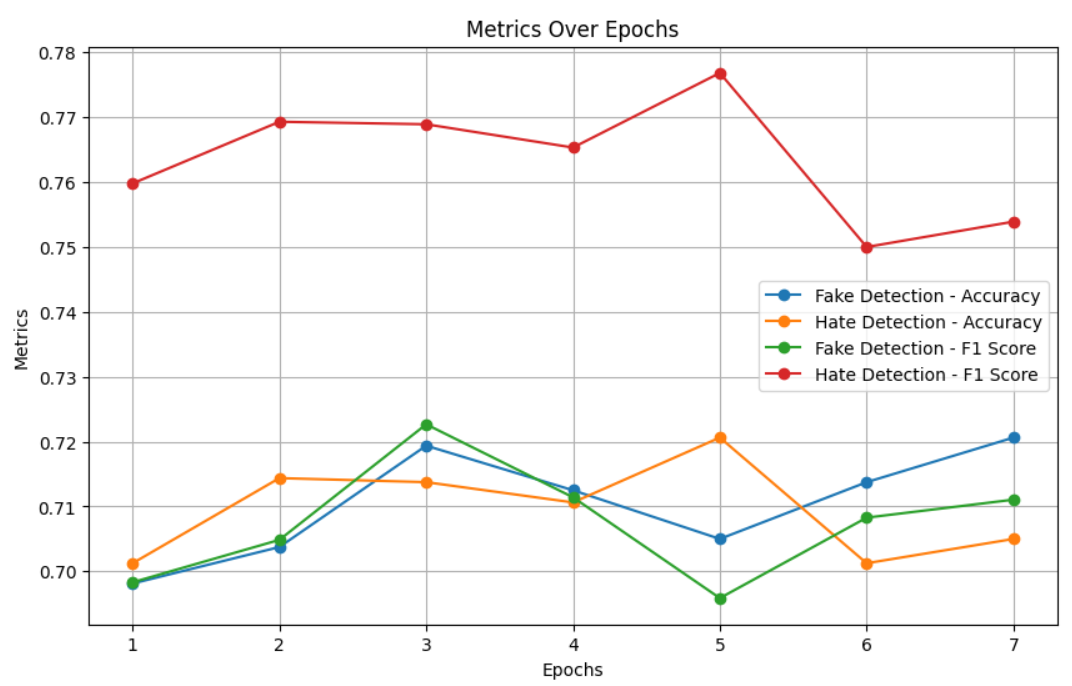 Metrics Over Epochs
0.78
0.77
0.76
0.75
0.74
0.73
0.72
0.71
0.70
Metrics
Fake Detection - Accuracy
Hate Detection - Accuracy
Fake Detection - F1 Score
Hate Detection - F1 Score
1 2 3 4 5 6 7
Epochs